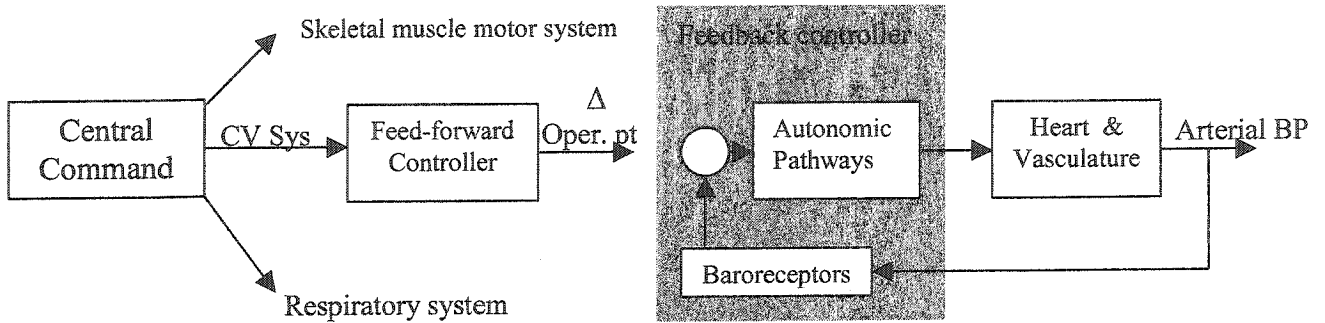 Skeletal muscle motor system
Feedback controller
Central
Command
CV Sys
Feed-forward
Controller
Δ
Oper. pt
Autonomic
Pathways
Heart &
Vasculature
Arterial BP
Baroreceptors
Respiratory system